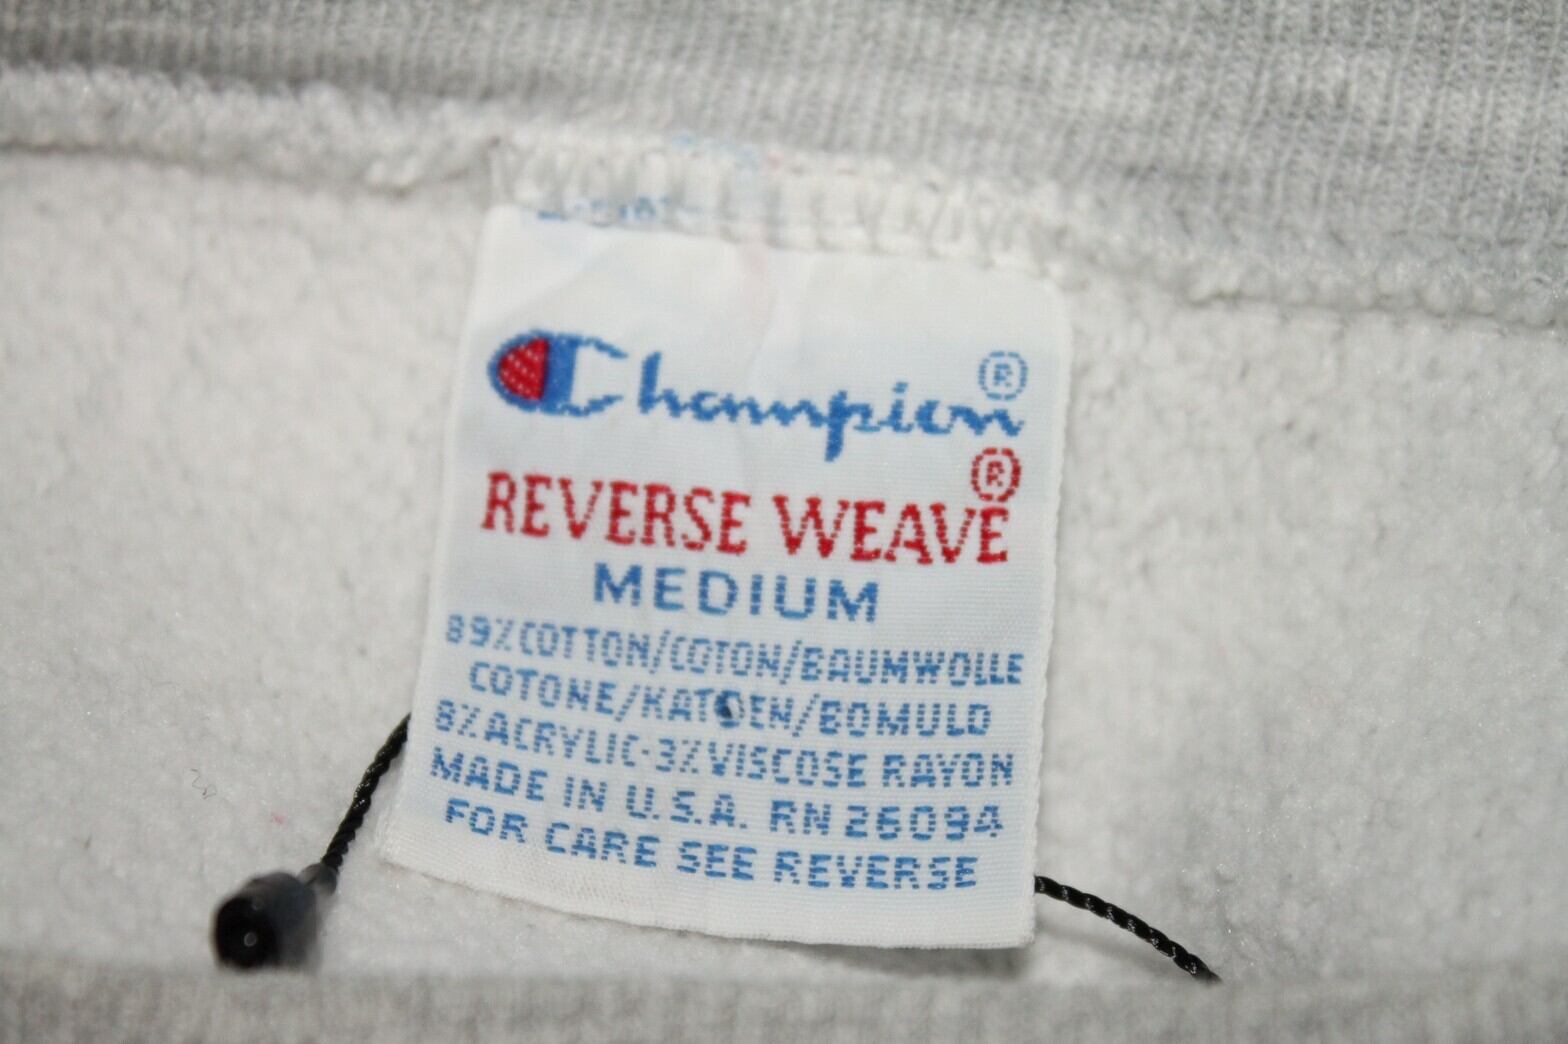 Champion®
REVERSE WEAVE®
MEDIUM
89% COTTON/COTON/BAUMWOLLE
COTONE/KATOEN/BOMULD
8% ACRYLIC-3% VISCOSE RAYON
MADE IN U.S.A. RN 26094
FOR CARE SEE REVERSE